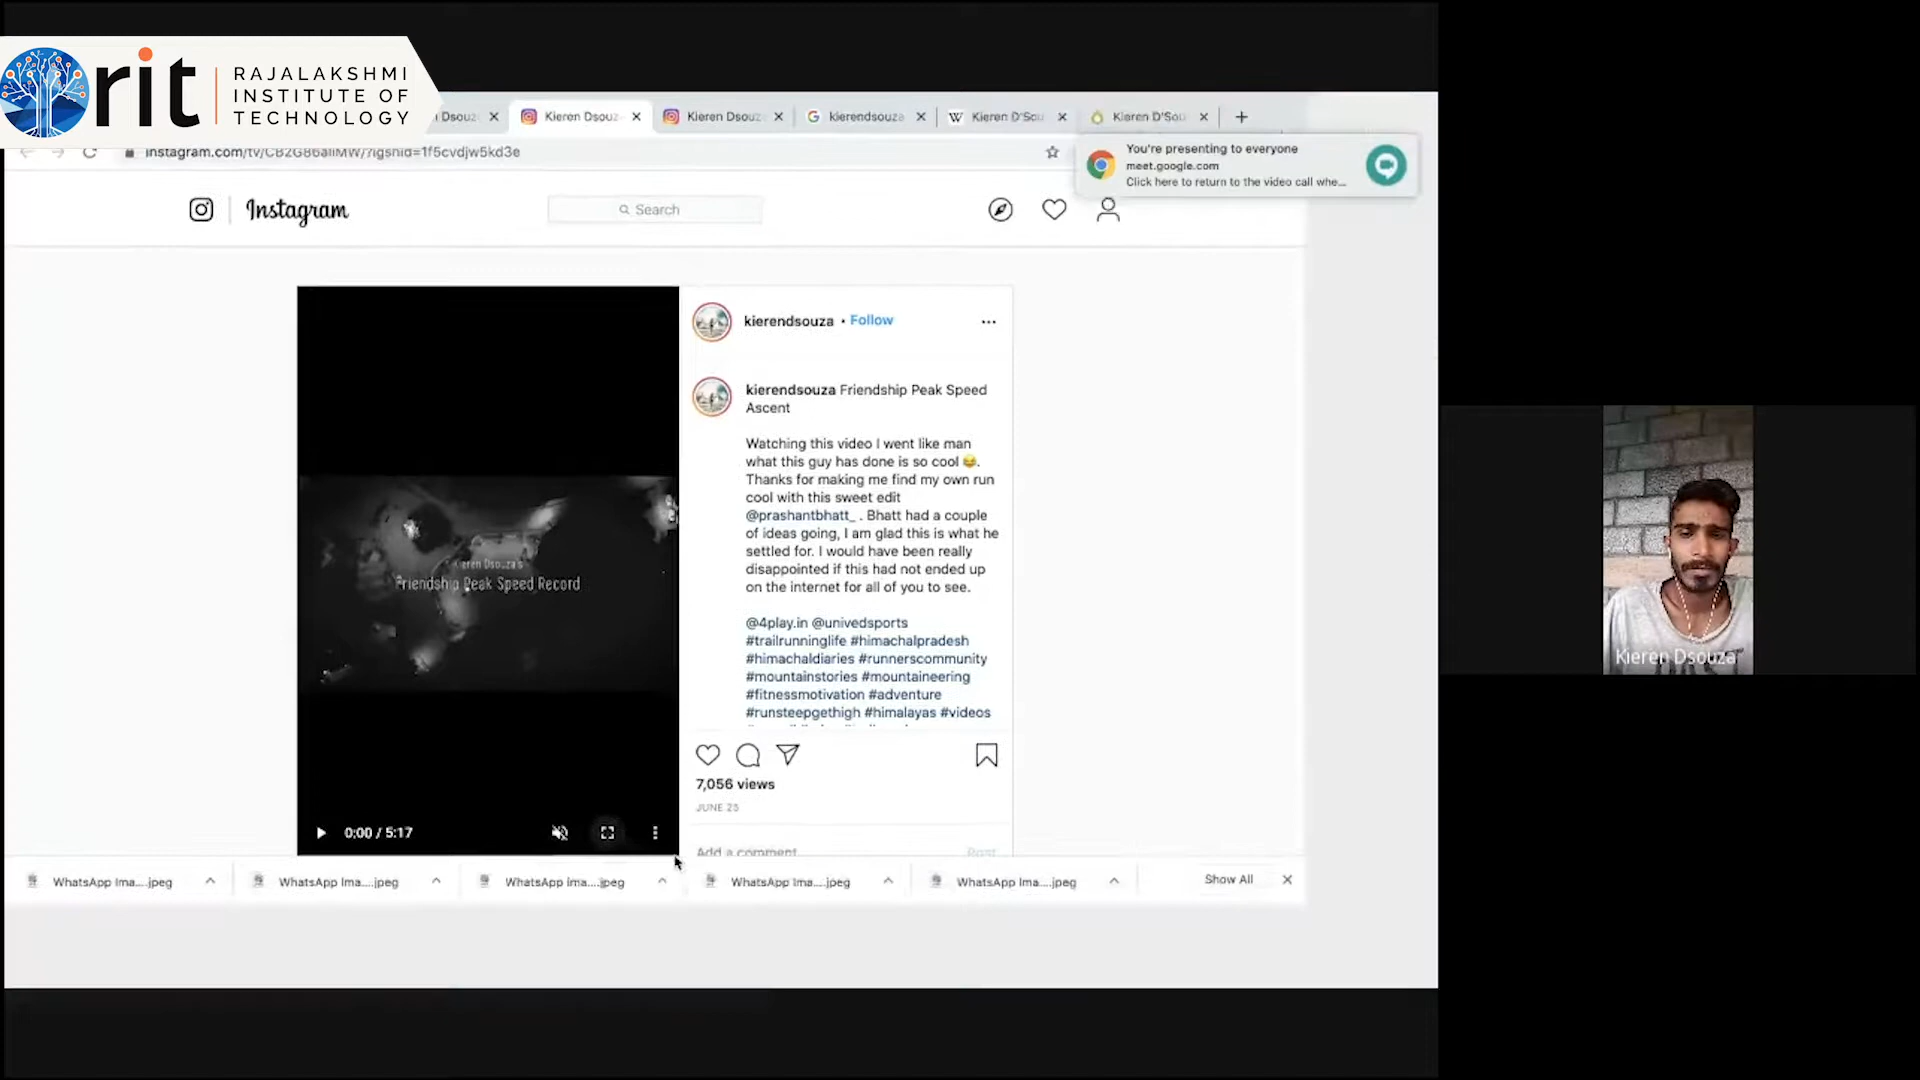 rit
RAJALAKSHMI
INSTITUTE OF
TECHNOLOGY
Dsouz
Kieren Dsouz
Kieren Dsouz
kierendsouza
Kieren D'Sou
Kieren D'Sou
You're presenting to everyone
meet.google.com
Click here to return to the video call whe...
Instagram
Search
kierendsouza • Follow
kierendsouza Friendship Peak Speed
Ascent
Watching this video I went like man
what this guy has done is so cool 😂.
Thanks for making me find my own run
cool with this sweet edit
@prashantbhatt_ . Bhatt had a couple
of ideas going, I am glad this is what he
settled for. I would have been really
disappointed if this had not ended up
on the internet for all of you to see.
@4play.in @univedsports
#trailrunninglife #himachalpradesh
#himachaldiaries #runnerscommunity
#mountainstories #mountaineering
#fitnessmotivation #adventure
#runsteepgethigh #himalayas #videos
Kieren Dsouza's
Friendship Peak Speed Record
0:00 / 5:17
7,056 views
JUNE 25
Add a comment
Post
WhatsApp Ima....jpeg
WhatsApp Ima....jpeg
WhatsApp Ima....jpeg
WhatsApp Ima....jpeg
WhatsApp Ima....jpeg
Show All
Kieren Dsouza